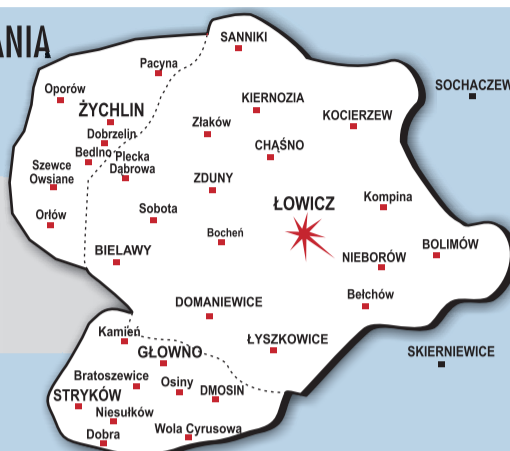 ANIA
SANNIKI
Pacyna
SOCHACZEW
Oporów
KIERNOZIA
ŻYCHLIN
KOCIERZEW
Złaków
Dobrzelin
CHĄŚNO
Bedlno
Plecka
Dąbrowa
Szewce
Owsiane
ZDUNY
Kompina
ŁOWICZ
Orłów
Sobota
Bocheń
BOLIMÓW
BIELAWY
NIEBORÓW
Bełchów
DOMANIEWICE
Kamień
ŁYSZKOWICE
GŁOWNO
SKIERNIEWICE
Bratoszewice
Osiny
DMOSIN
STRYKÓW
Niesułków
Wola Cyrusowa
Dobra